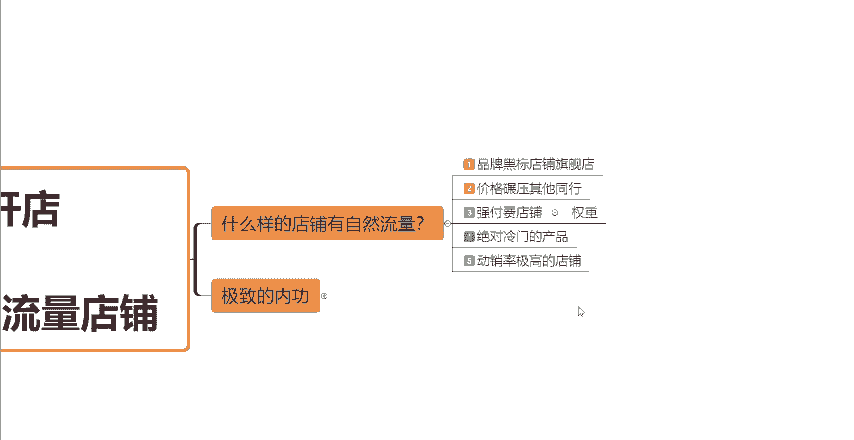 开店
流量店铺
什么样的店铺有自然流量？
极致的内功
1 品牌黑标店铺旗舰店
2 价格碾压其他同行
3 强付费店铺 权重
4 绝对冷门的产品
5 动销率极高的店铺